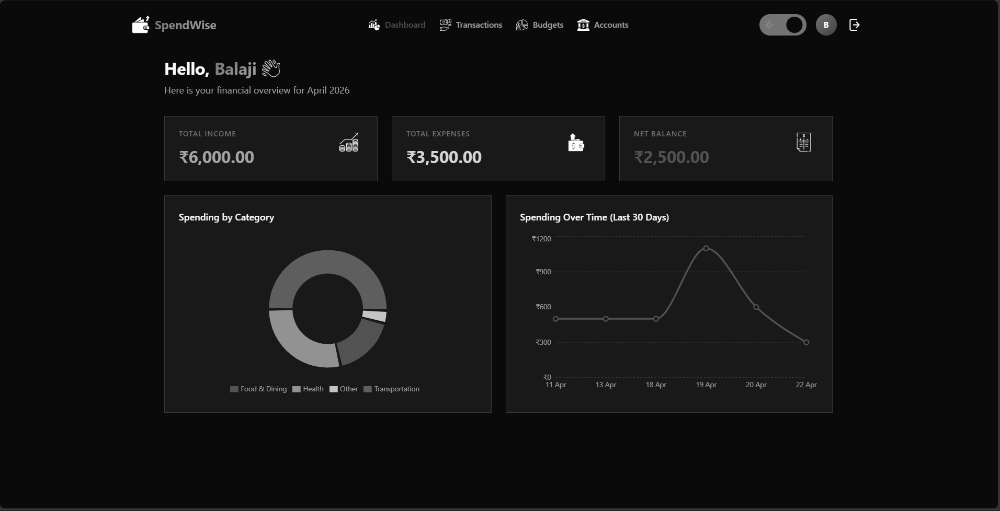 SpendWise
Dashboard Transactions Budgets Accounts
B
Hello, Balaji
Here is your financial overview for April 2026
TOTAL INCOME
₹6,000.00
TOTAL EXPENSES
₹3,500.00
NET BALANCE
₹2,500.00
Spending by Category
Food & Dining Health Other Transportation
Spending Over Time (Last 30 Days)
₹1200
₹900
₹600
₹300
₹0
11 Apr 13 Apr 18 Apr 19 Apr 20 Apr 22 Apr